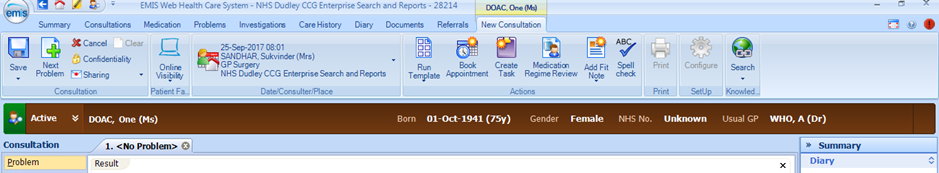 emis
EMIS Web Health Care System - NHS Dudley CCG Enterprise Search and Reports - 28214
DOAC, One (Ms)
Summary Consultations Medication Problems Investigations Care History Diary Documents Referrals New Consultation
Save
Next Problem
Cancel Clear
Confidentiality
Sharing
Consultation
Online Visibility
Patient Fa...
25-Sep-2017 08:01
SANDHAR, Sukvinder (Mrs)
GP Surgery
NHS Dudley CCG Enterprise Search and Reports
Date/Consulter/Place
Run Template
Book Appointment
Create Task
Medication Regime Review
Add Fit Note
ABC
Spell check
Actions
Print
Print
Configure
SetUp
Search
Knowled...
Active DOAC, One (Ms) Born 01-Oct-1941 (75y) Gender Female NHS No. Unknown Usual GP WHO, A (Dr)
Consultation 1. <No Problem> » Summary
Problem Result Diary